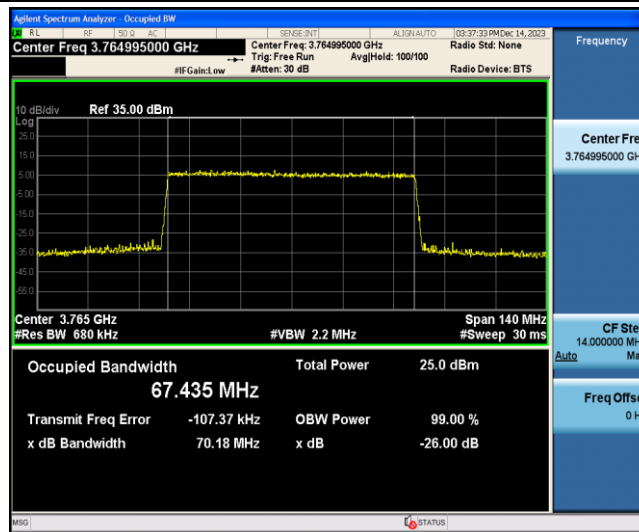 Agilent Spectrum Analyzer - Occupied BW
RL RF 50 Ω AC SENSE:INT ALIGNAUTO 03:37:33 PM Dec 14, 2023
Center Freq 3.764995000 GHz
Center Freq: 3.764995000 GHz
Radio Std: None
Trig: Free Run Avg|Hold: 100/100
#IFGain:Low #Atten: 30 dB Radio Device: BTS
Frequency
10 dB/div Ref 35.00 dBm
Log
25.0
15.0
5.00
-5.00
-15.0
-25.0
-35.0
-45.0
-55.0
Center 3.765 GHz Span 140 MHz
#Res BW 680 kHz #VBW 2.2 MHz #Sweep 30 ms
Center Fre
3.764995000 GH
CF Ste
14.000000 MH
Auto Ma
Freq Offse
0 H
Occupied Bandwidth Total Power 25.0 dBm
67.435 MHz
Transmit Freq Error -107.37 kHz OBW Power 99.00 %
x dB Bandwidth 70.18 MHz x dB -26.00 dB
MSG STATUS